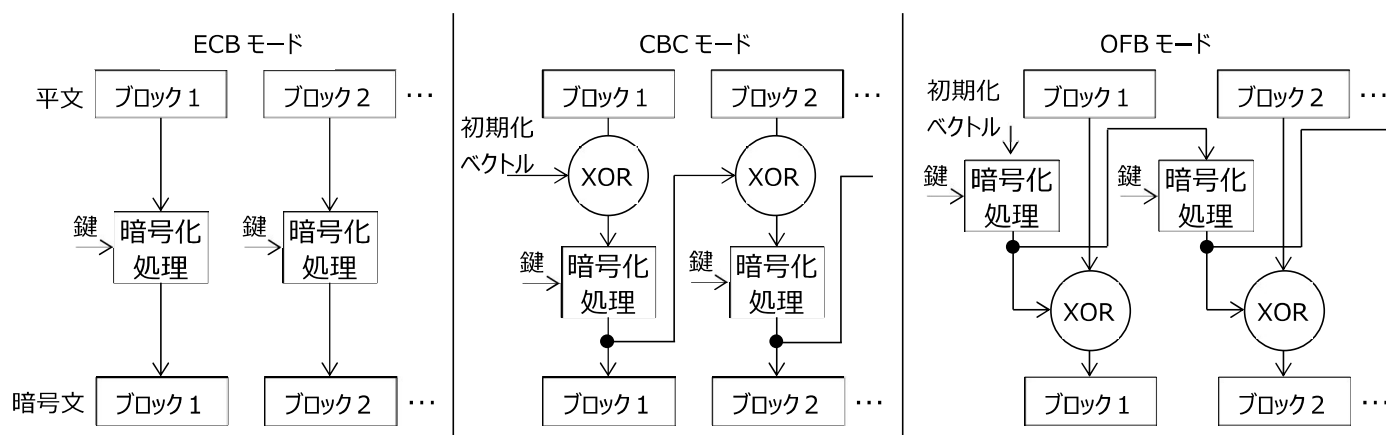 ECB モード
平文
ブロック 1
ブロック 2
…
鍵
暗号化
処理
鍵
暗号化
処理
暗号文
ブロック 1
ブロック 2
…
CBC モード
ブロック 1
ブロック 2
…
初期化
ベクトル
XOR
XOR
鍵
暗号化
処理
鍵
暗号化
処理
ブロック 1
ブロック 2
…
OFB モード
初期化
ベクトル
ブロック 1
ブロック 2
…
鍵
暗号化
処理
鍵
暗号化
処理
XOR
XOR
ブロック 1
ブロック 2
…